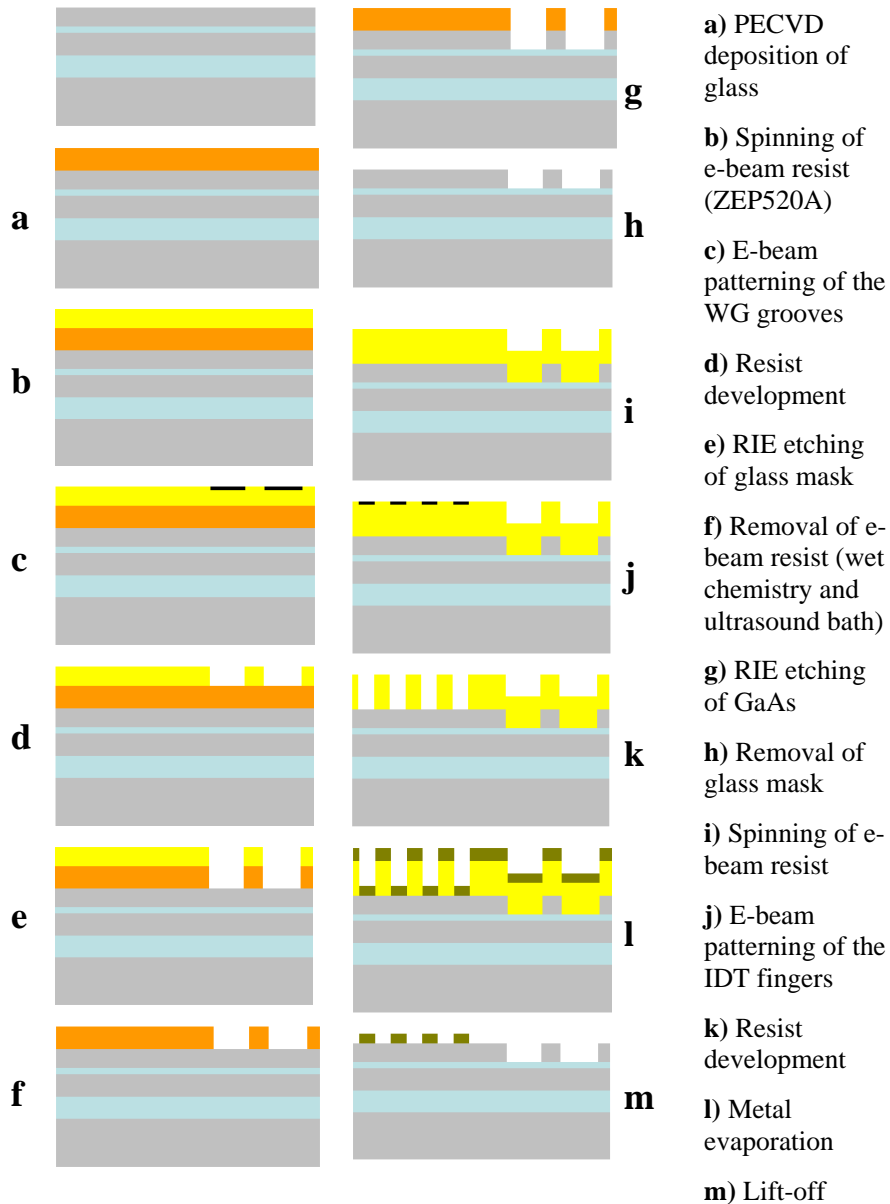 a
b
c
d
e
f
g
h
i
j
k
l
m
a) PECVD
deposition of
glass
b) Spinning of
e-beam resist
(ZEP520A)
c) E-beam
patterning of the
WG grooves
d) Resist
development
e) RIE etching
of glass mask
f) Removal of e-
beam resist (wet
chemistry and
ultrasound bath)
g) RIE etching
of GaAs
h) Removal of
glass mask
i) Spinning of e-
beam resist
j) E-beam
patterning of the
IDT fingers
k) Resist
development
l) Metal
evaporation
m) Lift-off